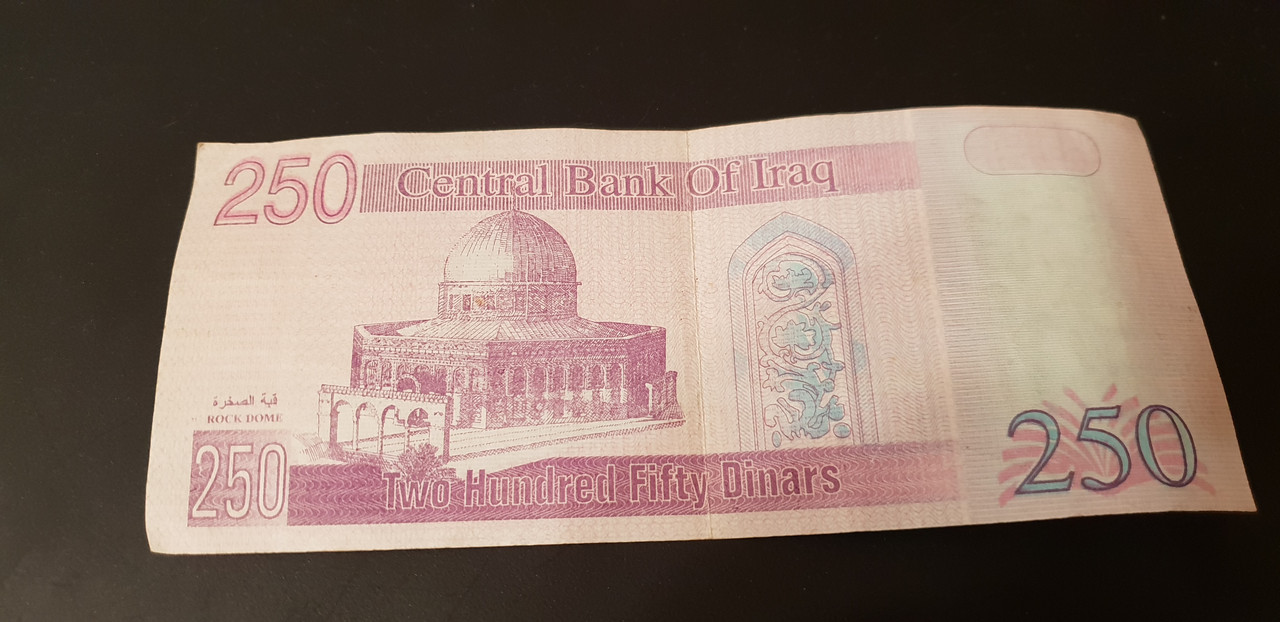 250 Central Bank Of Iraq
قبة الصخرة
ROCK DOME
250 Two Hundred Fifty Dinars
250